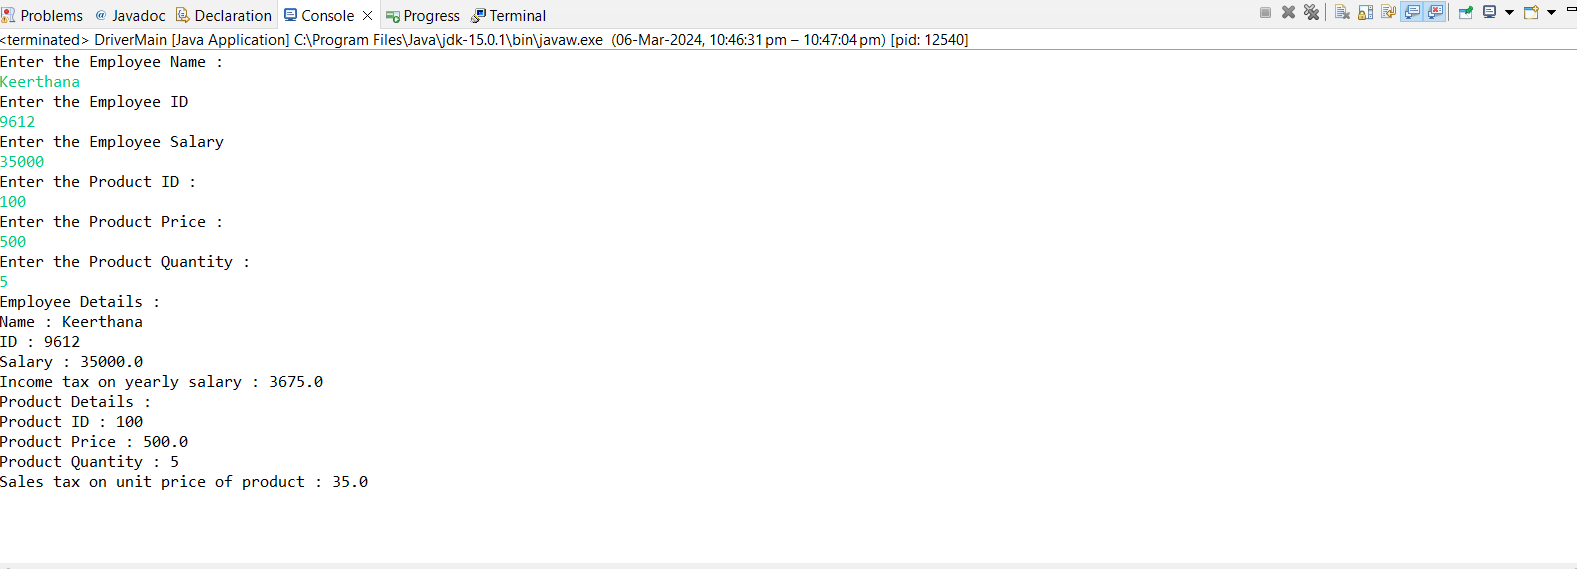 Problems @ Javadoc Declaration Console Progress Terminal
<terminated> DriverMain [Java Application] C:\Program Files\Java\jdk-15.0.1\bin\javaw.exe (06-Mar-2024, 10:46:31 pm – 10:47:04 pm) [pid: 12540]
Enter the Employee Name :
Keerthana
Enter the Employee ID
9612
Enter the Employee Salary
35000
Enter the Product ID :
100
Enter the Product Price :
500
Enter the Product Quantity :
5
Employee Details :
Name : Keerthana
ID : 9612
Salary : 35000.0
Income tax on yearly salary : 3675.0
Product Details :
Product ID : 100
Product Price : 500.0
Product Quantity : 5
Sales tax on unit price of product : 35.0